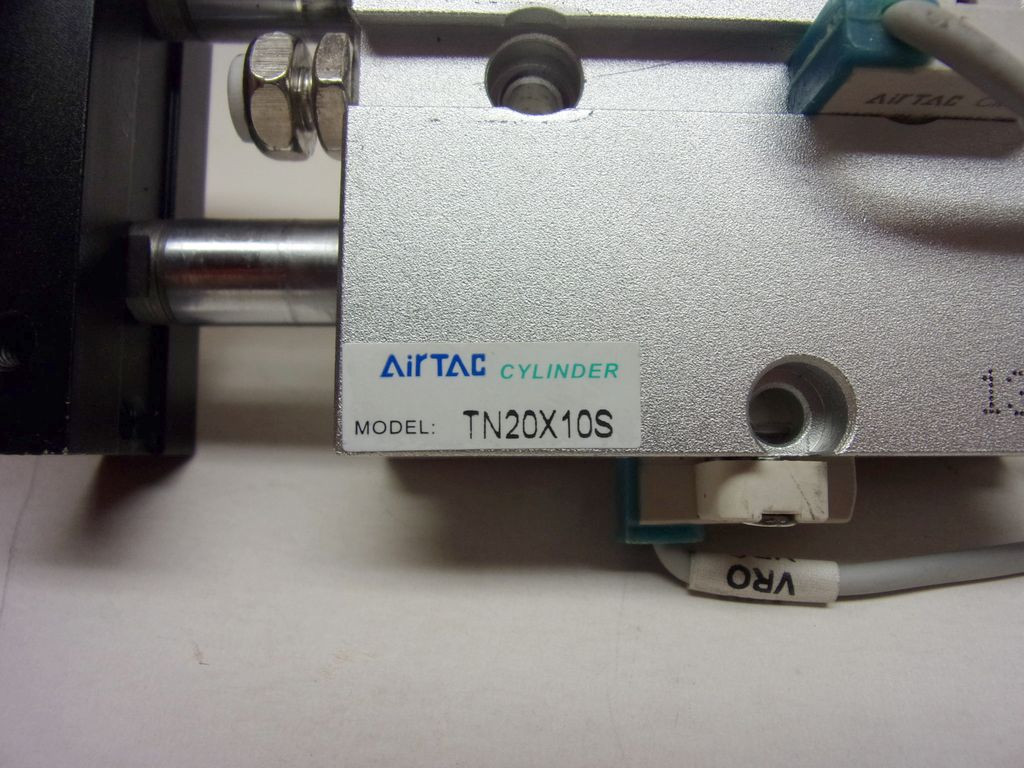 AirTAC
AirTAC CYLINDER
MODEL: TN20X10S
VRO